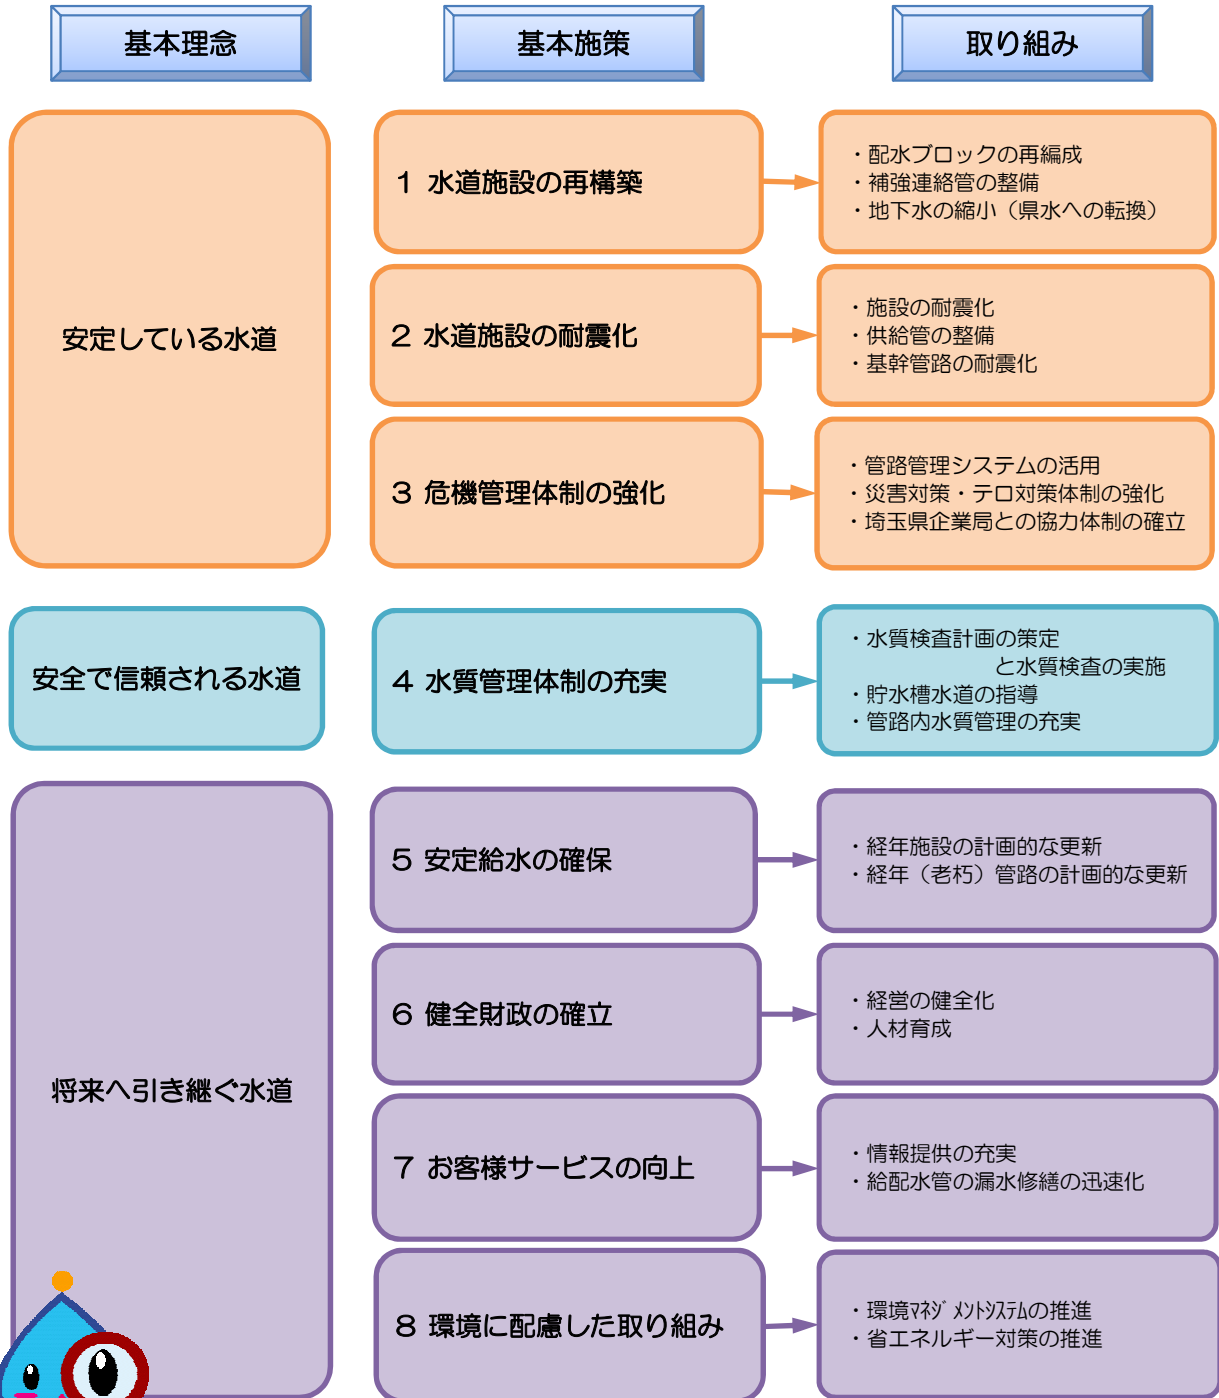 基本理念
基本施策
取り組み
安定している水道
1 水道施設の再構築
・配水ブロックの再編成
・補強連絡管の整備
・地下水の縮小（県水への転換）
2 水道施設の耐震化
・施設の耐震化
・供給管の整備
・基幹管路の耐震化
3 危機管理体制の強化
・管路管理システムの活用
・災害対策・テロ対策体制の強化
・埼玉県企業局との協力体制の確立
安全で信頼される水道
4 水質管理体制の充実
・水質検査計画の策定
と水質検査の実施
・貯水槽水道の指導
・管路内水質管理の充実
将来へ引き継ぐ水道
5 安定給水の確保
・経年施設の計画的な更新
・経年（老朽）管路の計画的な更新
6 健全財政の確立
・経営の健全化
・人材育成
7 お客様サービスの向上
・情報提供の充実
・給配水管の漏水修繕の迅速化
8 環境に配慮した取り組み
・環境ﾏﾈｼﾞﾒﾝﾄｼｽﾃﾑの推進
・省エネルギー対策の推進